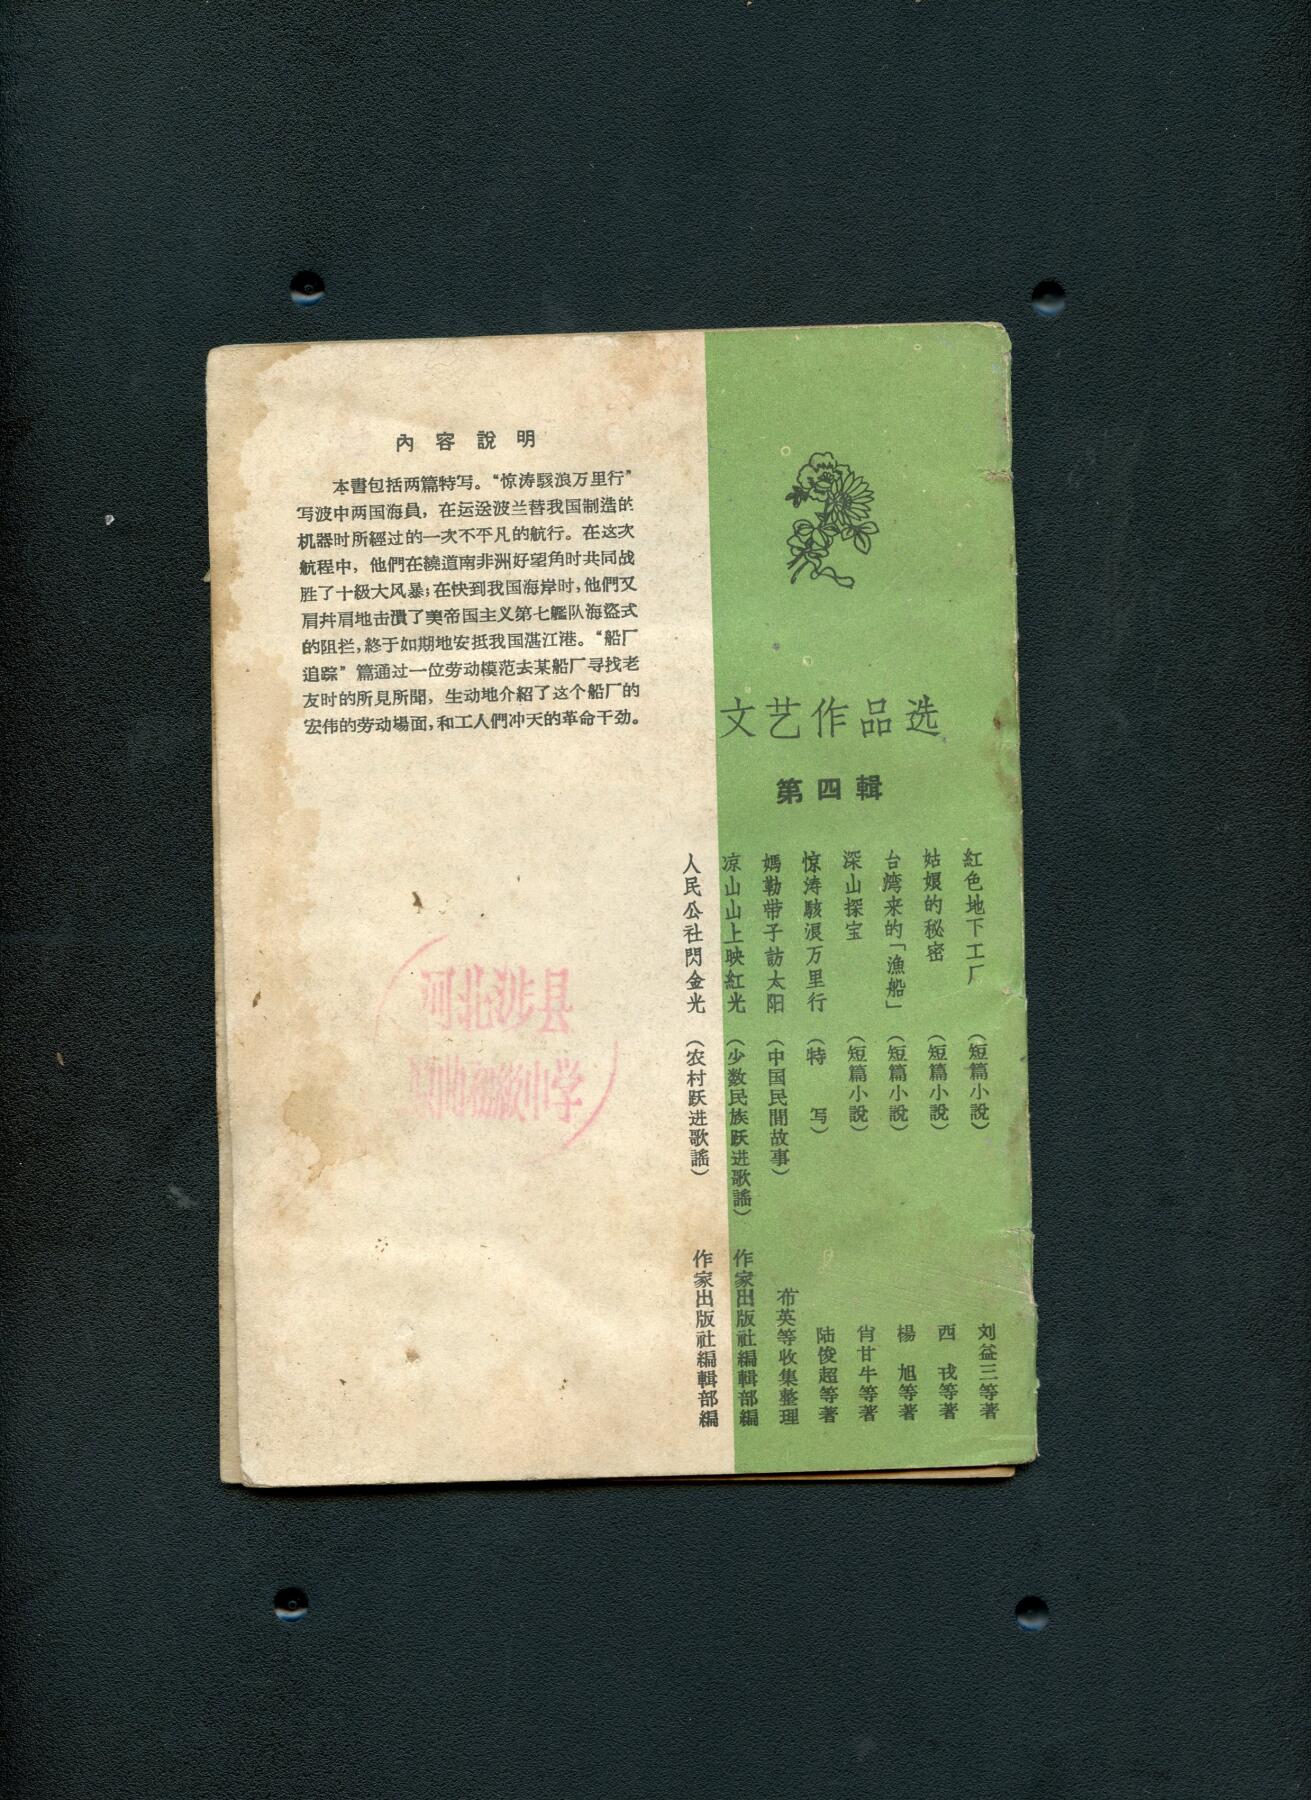 內容說明
本書包括两篇特写。“惊涛駭浪万里行”
写波中两国海員，在运送波兰替我国制造的
机器时所經过的一次不平凡的航行。在这次
航程中，他們在繞道南非洲好望角时共同战
胜了十級大风暴；在快到我国海岸时，他們又
肩幷肩地击潰了美帝国主义第七艦队海盜式
的阻拦，終于如期地安抵我国湛江港。“船厂
追踪”篇通过一位劳动模范去某船厂寻找老
友时的所見所聞，生动地介紹了这个船厂的
宏伟的劳动場面，和工人們冲天的革命干劲。
文艺作品选
第四輯
紅色地下工厂（短篇小說）刘益三等著
姑娘的秘密（短篇小說）西戎等著
台湾来的「漁船」（短篇小說）楊旭等著
深山探宝（短篇小說）肖甘牛等著
惊涛駭浪万里行（特写）陆俊超等著
媽勒带子訪太阳（中国民間故事）布英等收集整理
凉山山上映紅光（少数民族跃进歌謠）作家出版社編輯部編
人民公社閃金光（农村跃进歌謠）作家出版社編輯部編
河北涉县
初級中学